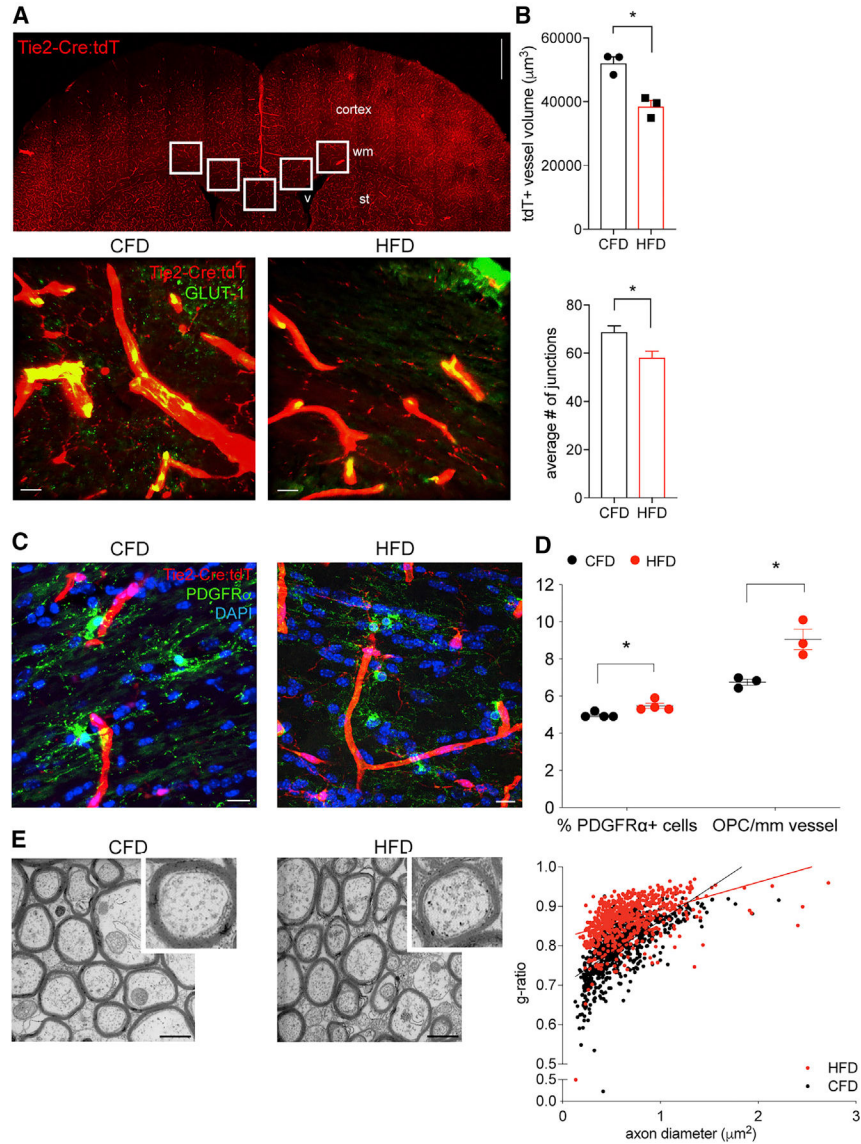 A
Tie2-Cre:tdT
cortex
wm
v
st
CFD
HFD
Tie2-Cre:tdT
GLUT-1
B
*
tdT+ vessel volume (μm³)
60000
40000
20000
0
CFD
HFD
*
average # of junctions
80
60
40
20
0
CFD
HFD
C
CFD
HFD
Tie2-Cre:tdT
PDGFRα
DAPI
D
CFD
HFD
*
*
12
10
8
6
4
2
0
% PDGFRα+ cells
OPC/mm vessel
E
CFD
HFD
1.0
0.9
0.8
0.7
0.6
0.5
0.5
0.0
g-ratio
HFD
CFD
0
1
2
3
axon diameter (μm²)